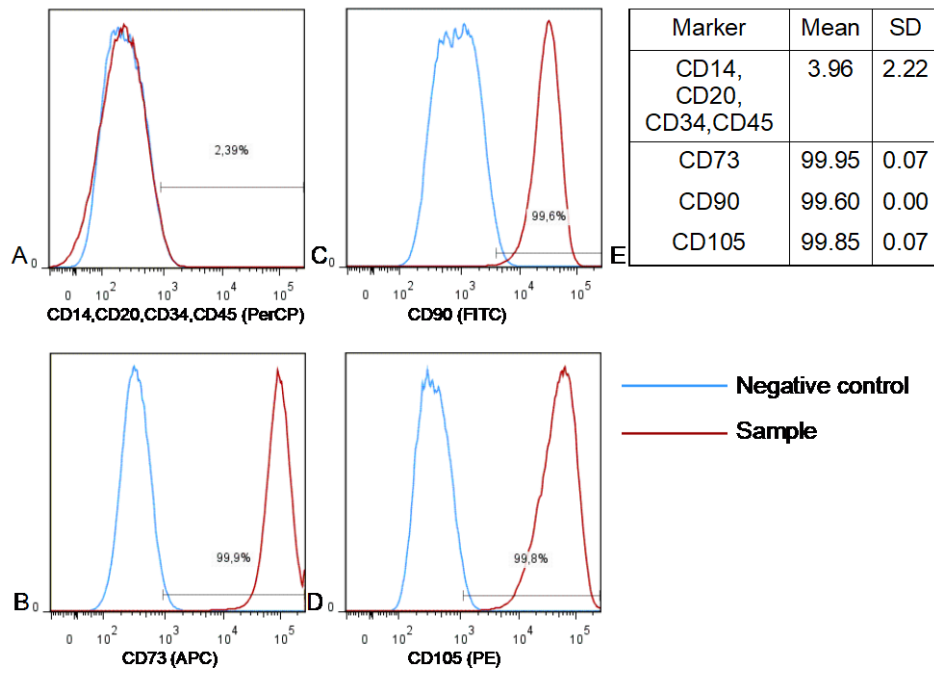 2,39%
A 0
0 10^2 10^3 10^4 10^5
CD14,CD20,CD34,CD45 (PerCP)
99,6%
C 0
0 10^2 10^3 10^4 10^5
CD90 (FITC)
E
Marker Mean SD
CD14, 3.96 2.22
CD20,
CD34,CD45
CD73 99.95 0.07
CD90 99.60 0.00
CD105 99.85 0.07
99,9%
B 0
0 10^2 10^3 10^4 10^5
CD73 (APC)
99,8%
D 0
0 10^2 10^3 10^4 10^5
CD105 (PE)
Negative control
Sample